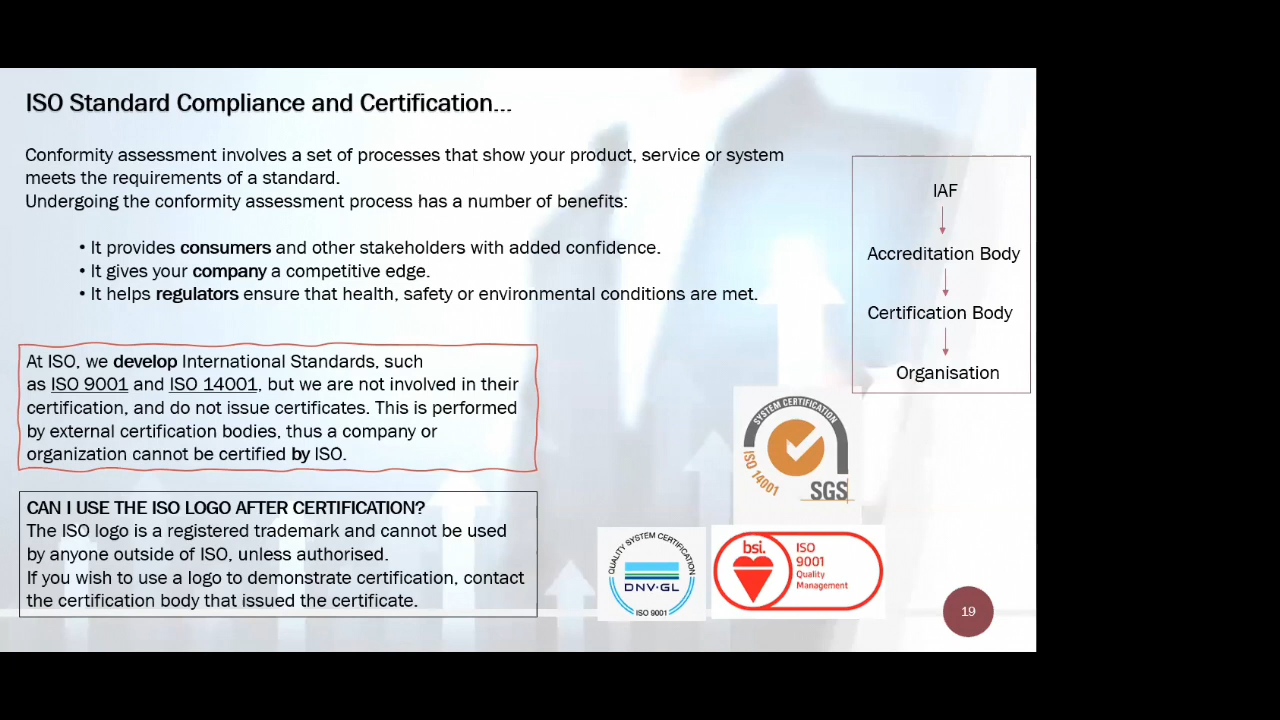 ISO Standard Compliance and Certification...
Conformity assessment involves a set of processes that show your product, service or system
meets the requirements of a standard.
Undergoing the conformity assessment process has a number of benefits:
• It provides consumers and other stakeholders with added confidence.
• It gives your company a competitive edge.
• It helps regulators ensure that health, safety or environmental conditions are met.
IAF
Accreditation Body
Certification Body
Organisation
At ISO, we develop International Standards, such
as ISO 9001 and ISO 14001, but we are not involved in their
certification, and do not issue certificates. This is performed
by external certification bodies, thus a company or
organization cannot be certified by ISO.
CAN I USE THE ISO LOGO AFTER CERTIFICATION?
The ISO logo is a registered trademark and cannot be used
by anyone outside of ISO, unless authorised.
If you wish to use a logo to demonstrate certification, contact
the certification body that issued the certificate.
SYSTEM CERTIFICATION
ISO 14001
SGS
QUALITY SYSTEM CERTIFICATION
DNV·GL
ISO 9001
bsi.
ISO
9001
Quality
Management
19